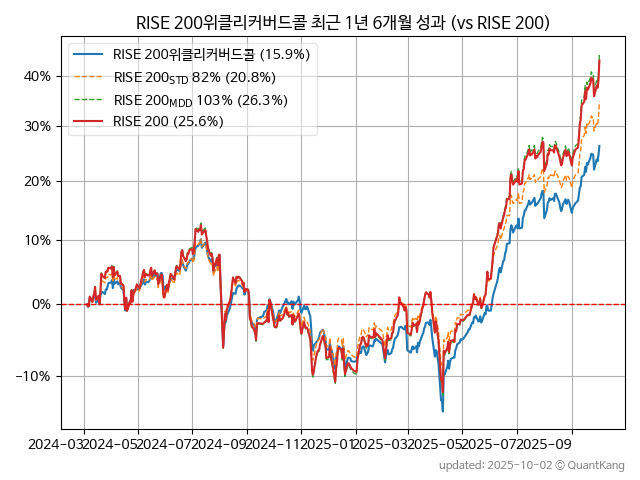 RISE 200위클리커버드콜 최근 1년 6개월 성과 (vs RISE 200)
RISE 200위클리커버드콜 (15.9%)
RISE 200STD 82% (20.8%)
RISE 200MDD 103% (26.3%)
RISE 200 (25.6%)
40%
30%
20%
10%
0%
−10%
2024-03 2024-05 2024-07 2024-09 2024-11 2025-01 2025-03 2025-05 2025-07 2025-09
updated: 2025-10-02 © QuantKang